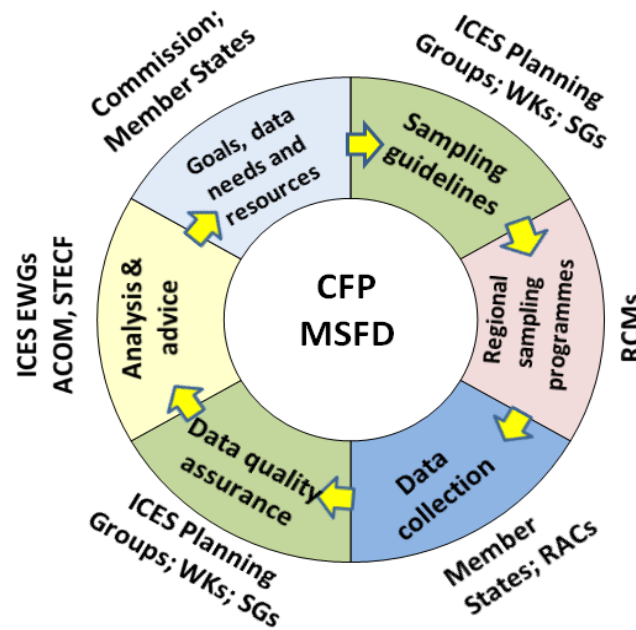 Commission;
Member States
ICES Planning
Groups; WKs; SGs
Goals, data
needs and
resources
Sampling
guidelines
ICES EWGs
ACOM, STECF
Analysis &
advice
CFP
MSFD
Regional
sampling
programmes
RCMs
Data quality
assurance
Data
collection
ICES Planning
Groups; WKs; SGs
Member
States; RACs